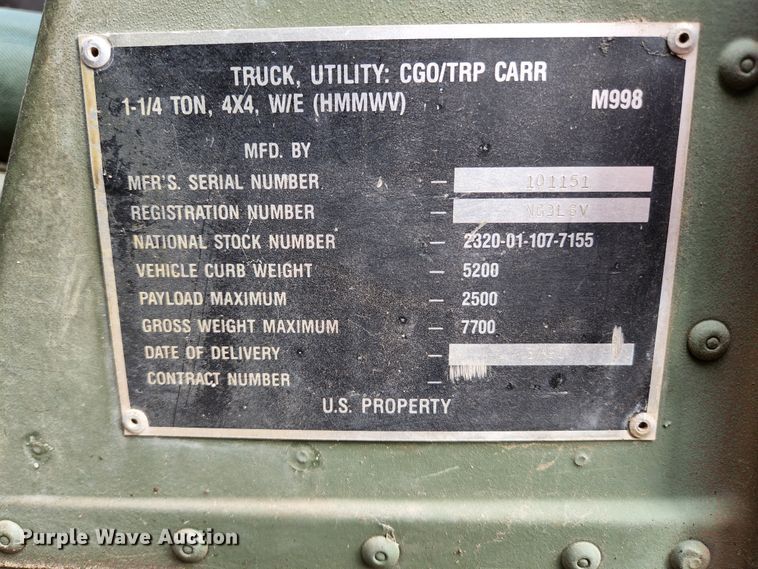 TRUCK, UTILITY: CGO/TRP CARR
1-1/4 TON, 4X4, W/E (HMMWV) M998
MFD. BY
MFR'S. SERIAL NUMBER — 101151
REGISTRATION NUMBER —
NATIONAL STOCK NUMBER — 2320-01-107-7155
VEHICLE CURB WEIGHT — 5200
PAYLOAD MAXIMUM — 2500
GROSS WEIGHT MAXIMUM — 7700
DATE OF DELIVERY —
CONTRACT NUMBER —
U.S. PROPERTY
Purple Wave Auction